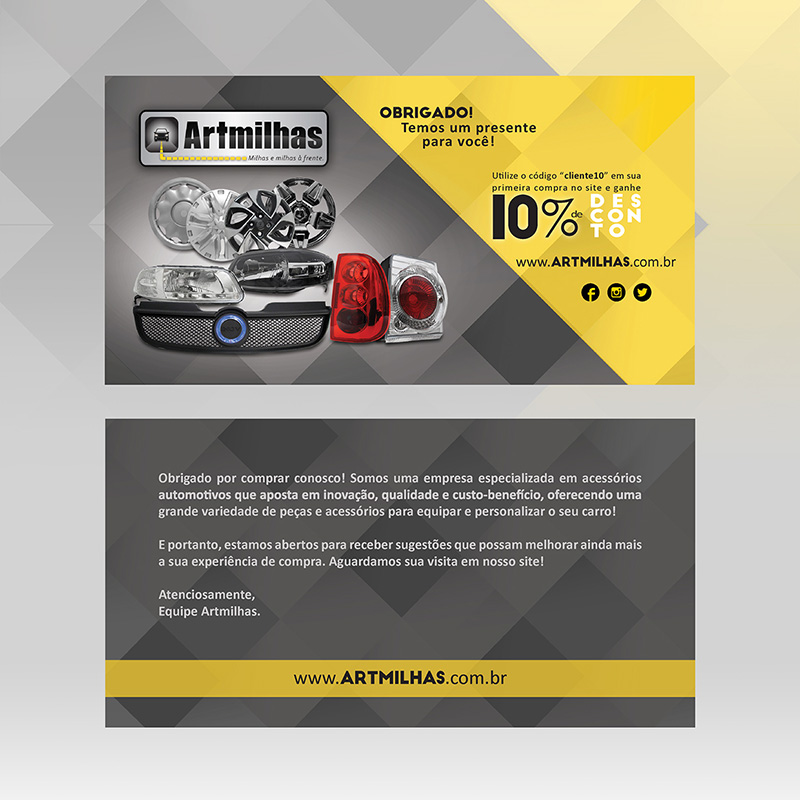 Artmilhas
Milhas e milhas à frente.
OBRIGADO!
Temos um presente
para você!
Utilize o código “cliente10” em sua
primeira compra no site e ganhe
10% de DES
CON
TO
www.ARTMILHAS.com.br
Obrigado por comprar conosco! Somos uma empresa especializada em acessórios
automotivos que aposta em inovação, qualidade e custo-benefício, oferecendo uma
grande variedade de peças e acessórios para equipar e personalizar o seu carro!
E portanto, estamos abertos para receber sugestões que possam melhorar ainda mais
a sua experiência de compra. Aguardamos sua visita em nosso site!
Atenciosamente,
Equipe Artmilhas.
www.ARTMILHAS.com.br